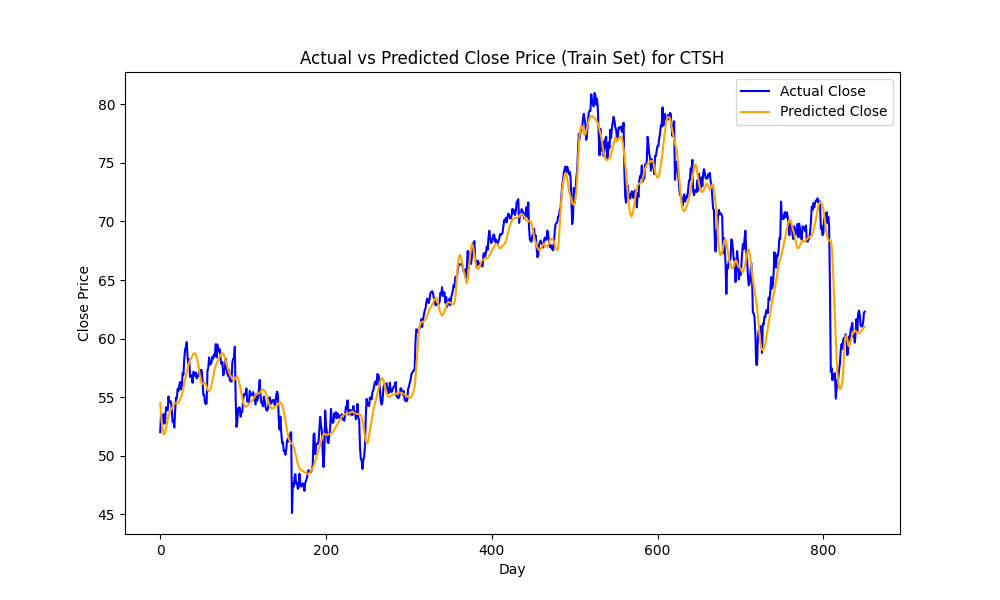 Actual vs Predicted Close Price (Train Set) for CTSH
Actual Close
Predicted Close
Close Price
80
75
70
65
60
55
50
45
0
200
400
600
800
Day